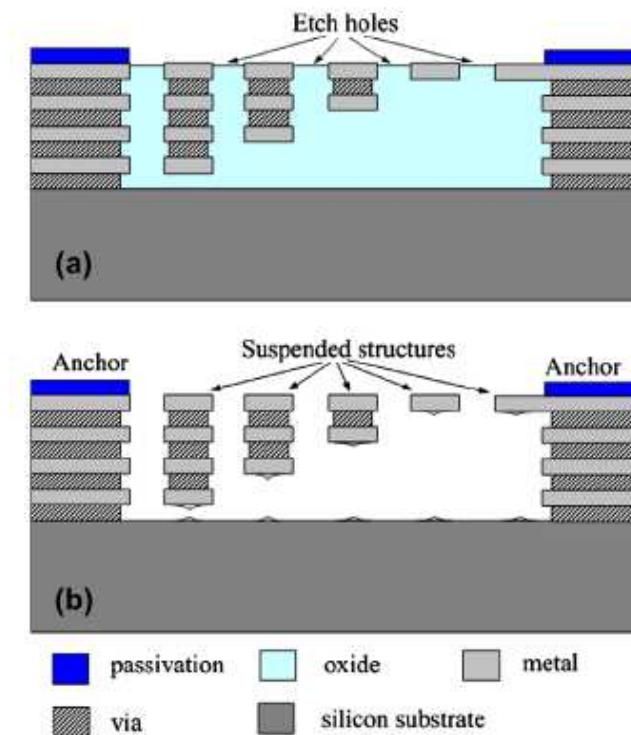 Etch holes
(a)
Suspended structures
Anchor
Anchor
(b)
passivation
oxide
metal
via
silicon substrate